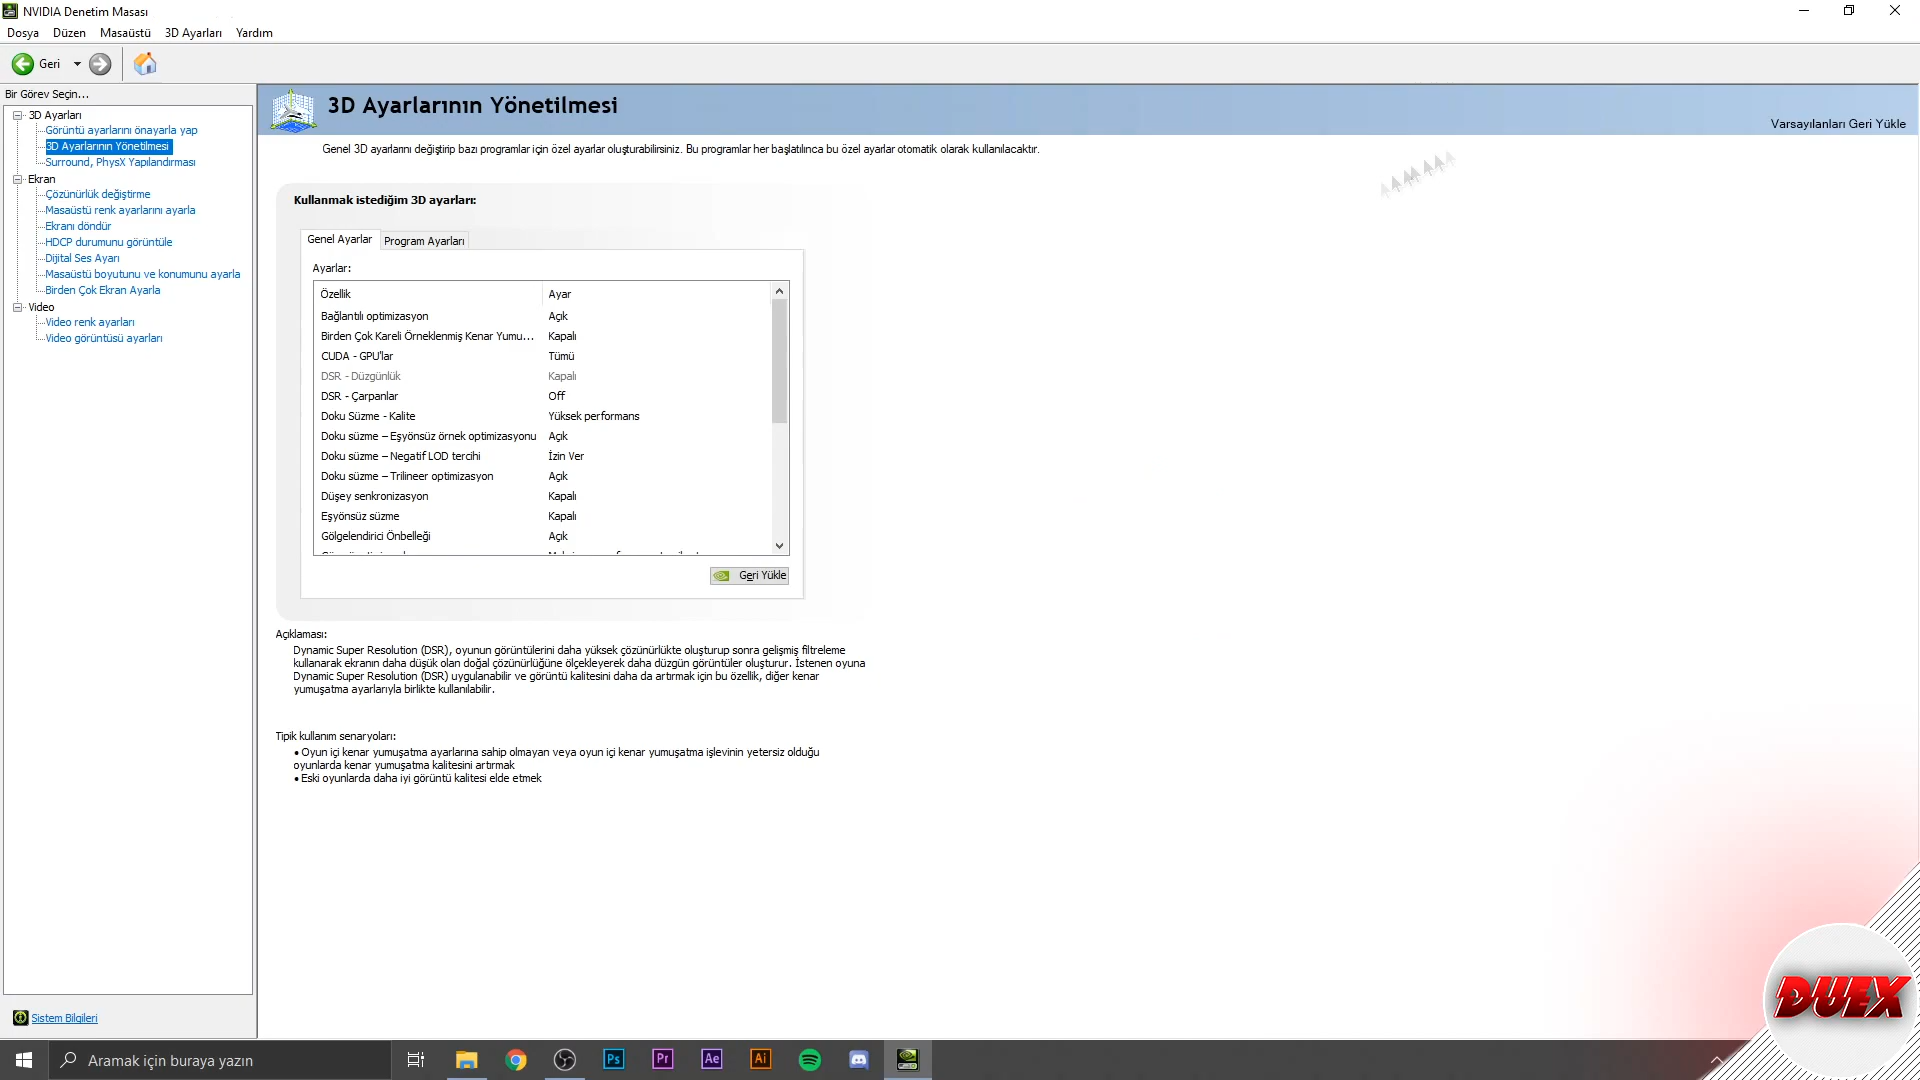 NVIDIA Denetim Masası
Dosya Düzen Masaüstü 3D Ayarları Yardım
Geri
Bir Görev Seçin...
3D Ayarları
Görüntü ayarlarını önayarla yap
3D Ayarlarının Yönetilmesi
Surround, PhysX Yapılandırması
Ekran
Çözünürlük değiştirme
Masaüstü renk ayarlarını ayarla
Ekranı döndür
HDCP durumunu görüntüle
Dijital Ses Ayarı
Masaüstü boyutunu ve konumunu ayarla
Birden Çok Ekran Ayarla
Video
Video renk ayarları
Video görüntüsü ayarları
Sistem Bilgileri
3D Ayarlarının Yönetilmesi
Varsayılanları Geri Yükle
Genel 3D ayarlarını değiştirip bazı programlar için özel ayarlar oluşturabilirsiniz. Bu programlar her başlatılınca bu özel ayarlar otomatik olarak kullanılacaktır.
Kullanmak istediğim 3D ayarları:
Genel Ayarlar Program Ayarları
Ayarlar:
Özellik Ayar
Bağlantılı optimizasyon Açık
Birden Çok Kareli Örneklenmiş Kenar Yumu... Kapalı
CUDA - GPU'lar Tümü
DSR - Düzgünlük Kapalı
DSR - Çarpanlar Off
Doku Süzme - Kalite Yüksek performans
Doku süzme – Eşyönsüz örnek optimizasyonu Açık
Doku süzme – Negatif LOD tercihi İzin Ver
Doku süzme – Trilineer optimizasyon Açık
Düşey senkronizasyon Kapalı
Eşyönsüz süzme Kapalı
Gölgelendirici Önbelleği Açık
Geri Yükle
Açıklaması:
Dynamic Super Resolution (DSR), oyunun görüntülerini daha yüksek çözünürlükte oluşturup sonra gelişmiş filtreleme
kullanarak ekranın daha düşük olan doğal çözünürlüğüne ölçekleyerek daha düzgün görüntüler oluşturur. İstenen oyuna
Dynamic Super Resolution (DSR) uygulanabilir ve görüntü kalitesini daha da artırmak için bu özellik, diğer kenar
yumuşatma ayarlarıyla birlikte kullanılabilir.
Tipik kullanım senaryoları:
• Oyun içi kenar yumuşatma ayarlarına sahip olmayan veya oyun içi kenar yumuşatma işlevinin yetersiz olduğu
oyunlarda kenar yumuşatma kalitesini artırmak
• Eski oyunlarda daha iyi görüntü kalitesi elde etmek
DUEX
Aramak için buraya yazın
Ps Pr Ae Ai